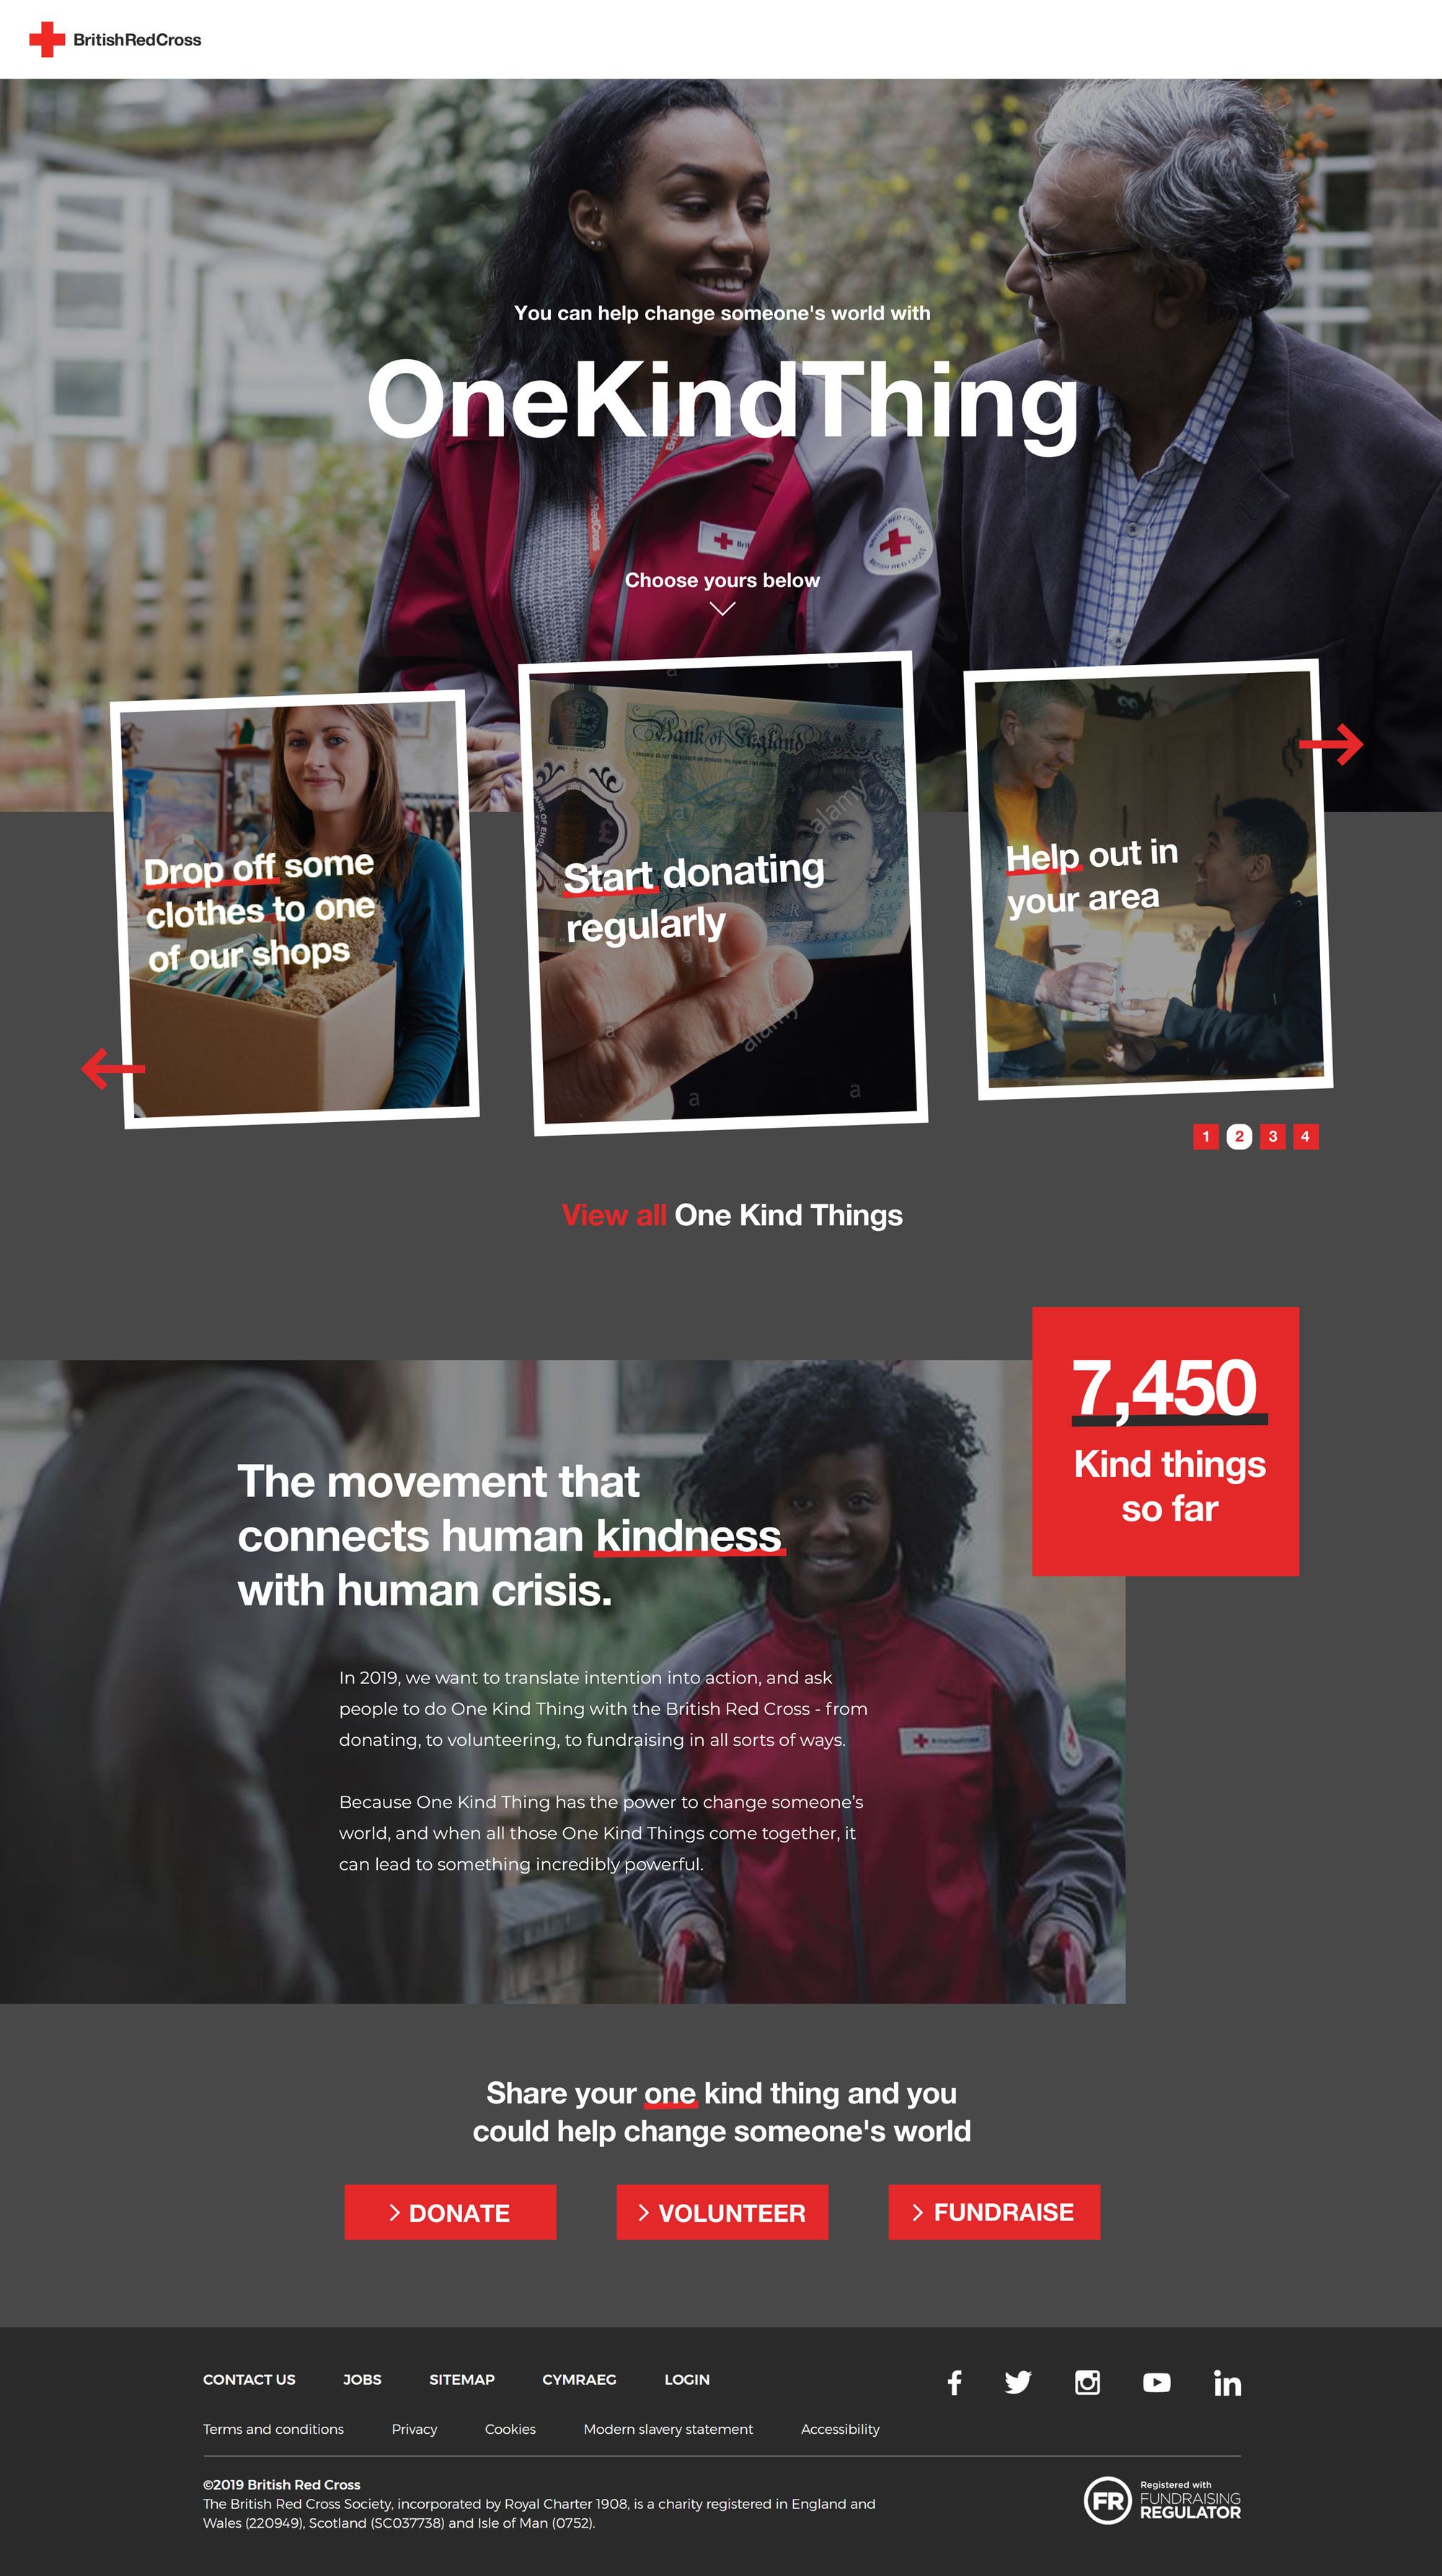 BritishRedCross
You can help change someone's world with
OneKindThing
Choose yours below
Drop off some
clothes to one
of our shops
Bank of England
alamy
Start donating
regularly
alamy
a
a
Help out in
your area
1 2 3 4
View all One Kind Things
7,450
Kind things
so far
The movement that
connects human kindness
with human crisis.
In 2019, we want to translate intention into action, and ask
people to do One Kind Thing with the British Red Cross - from
donating, to volunteering, to fundraising in all sorts of ways.
Because One Kind Thing has the power to change someone’s
world, and when all those One Kind Things come together, it
can lead to something incredibly powerful.
Share your one kind thing and you
could help change someone's world
DONATE
VOLUNTEER
FUNDRAISE
CONTACT US JOBS SITEMAP CYMRAEG LOGIN
Terms and conditions Privacy Cookies Modern slavery statement Accessibility
©2019 British Red Cross
The British Red Cross Society, incorporated by Royal Charter 1908, is a charity registered in England and
Wales (220949), Scotland (SC037738) and Isle of Man (0752).
FR
Registered with
FUNDRAISING
REGULATOR